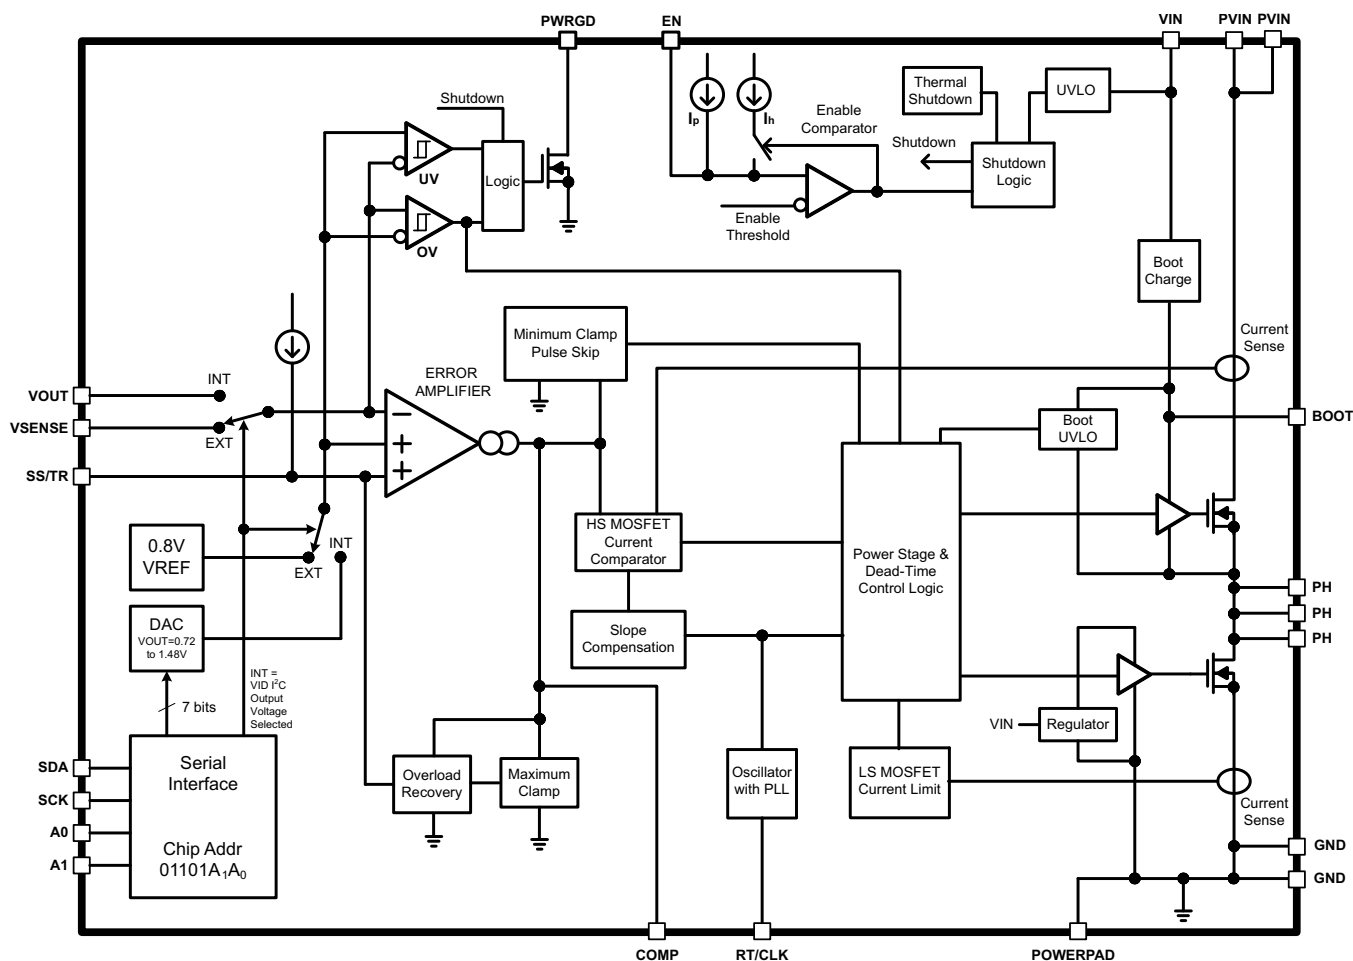 PWRGD
EN
VIN
PVIN
PVIN
Shutdown
UV
OV
Logic
Ip
Ih
Enable
Comparator
Enable
Threshold
Shutdown
Thermal
Shutdown
UVLO
Shutdown
Logic
Boot
Charge
Current
Sense
Minimum Clamp
Pulse Skip
ERROR
AMPLIFIER
VOUT
VSENSE
SS/TR
INT
EXT
BOOT
Boot
UVLO
0.8V
VREF
EXT
INT
HS MOSFET
Current
Comparator
Power Stage &
Dead-Time
Control Logic
PH
PH
PH
DAC
VOUT=0.72
to 1.48V
Slope
Compensation
INT =
VID I²C
Output
Voltage
Selected
7 bits
VIN
Regulator
SDA
SCK
A0
A1
Serial
Interface
Chip Addr
01101A₁A₀
Overload
Recovery
Maximum
Clamp
Oscillator
with PLL
LS MOSFET
Current Limit
Current
Sense
GND
GND
COMP
RT/CLK
POWERPAD